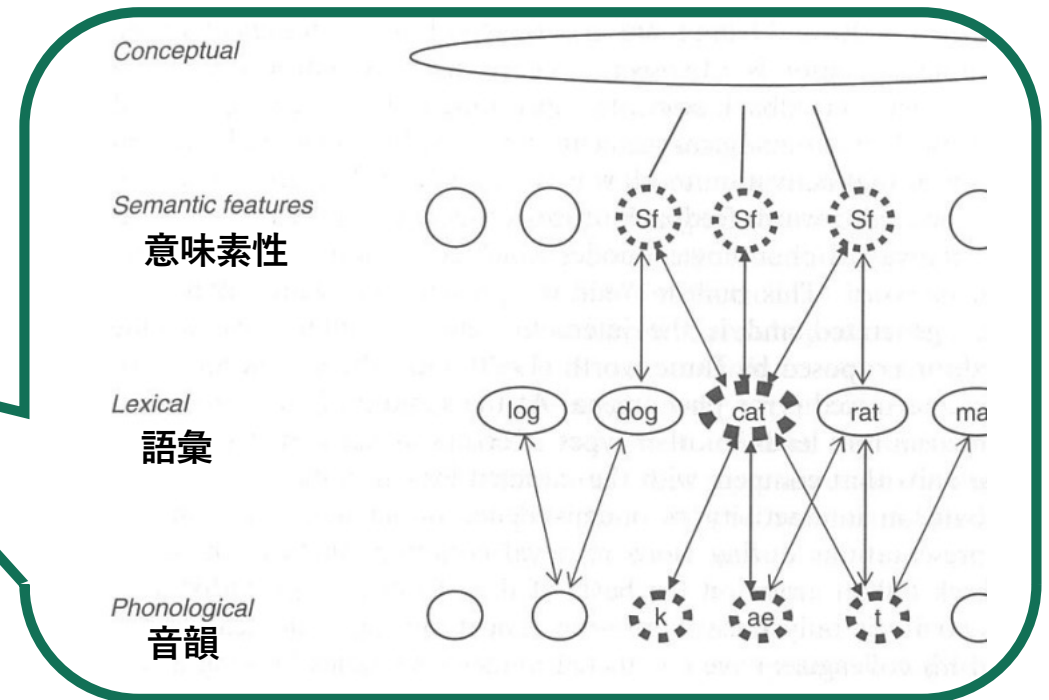 Conceptual
Semantic features
意味素性
Sf Sf Sf
Lexical
語彙
log dog cat rat ma
Phonological
音韻
k ae t